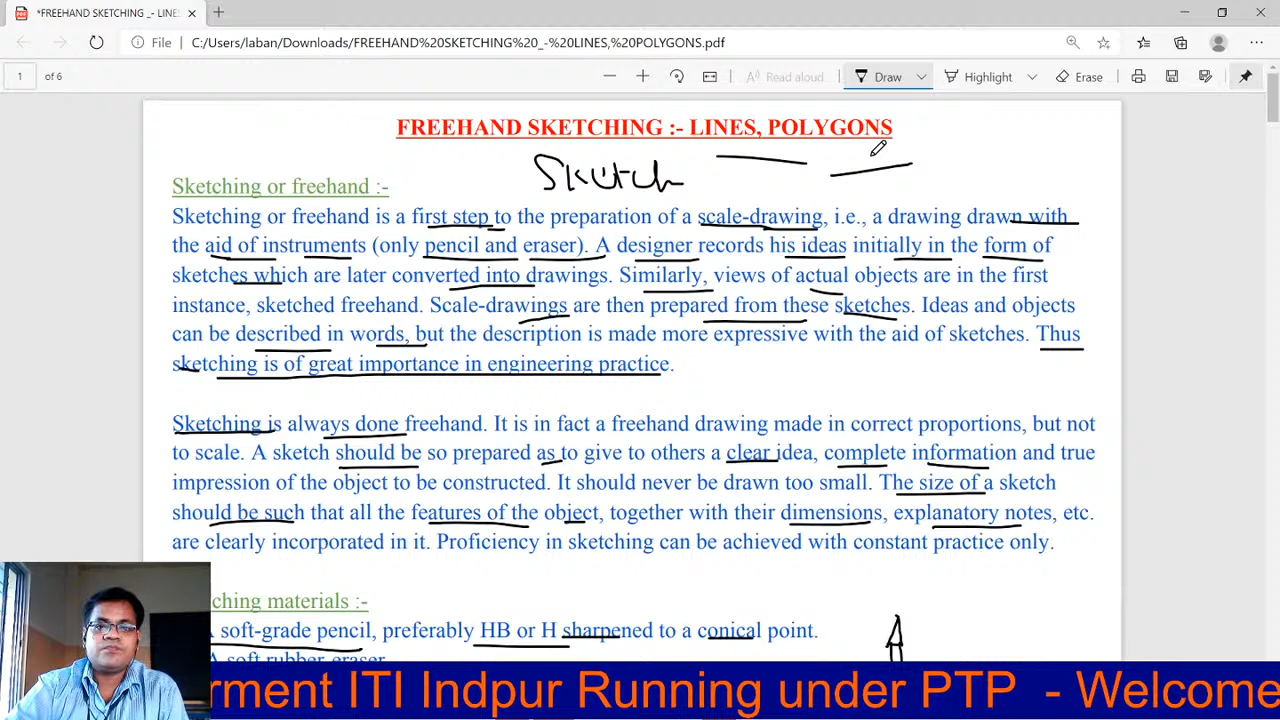 *FREEHAND SKETCHING _- LINE
File C:/Users/laban/Downloads/FREEHAND%20SKETCHING%20_-%20LINES,%20POLYGONS.pdf
1 of 6 Read aloud Draw Highlight Erase
FREEHAND SKETCHING :- LINES, POLYGONS
Sketch
Sketching or freehand :-
Sketching or freehand is a first step to the preparation of a scale-drawing, i.e., a drawing drawn with
the aid of instruments (only pencil and eraser). A designer records his ideas initially in the form of
sketches which are later converted into drawings. Similarly, views of actual objects are in the first
instance, sketched freehand. Scale-drawings are then prepared from these sketches. Ideas and objects
can be described in words, but the description is made more expressive with the aid of sketches. Thus
sketching is of great importance in engineering practice.
Sketching is always done freehand. It is in fact a freehand drawing made in correct proportions, but not
to scale. A sketch should be so prepared as to give to others a clear idea, complete information and true
impression of the object to be constructed. It should never be drawn too small. The size of a sketch
should be such that all the features of the object, together with their dimensions, explanatory notes, etc.
are clearly incorporated in it. Proficiency in sketching can be achieved with constant practice only.
ching materials :-
A soft-grade pencil, preferably HB or H sharpened to a conical point.
A soft rubber-eraser
rment ITI Indpur Running under PTP - Welcome